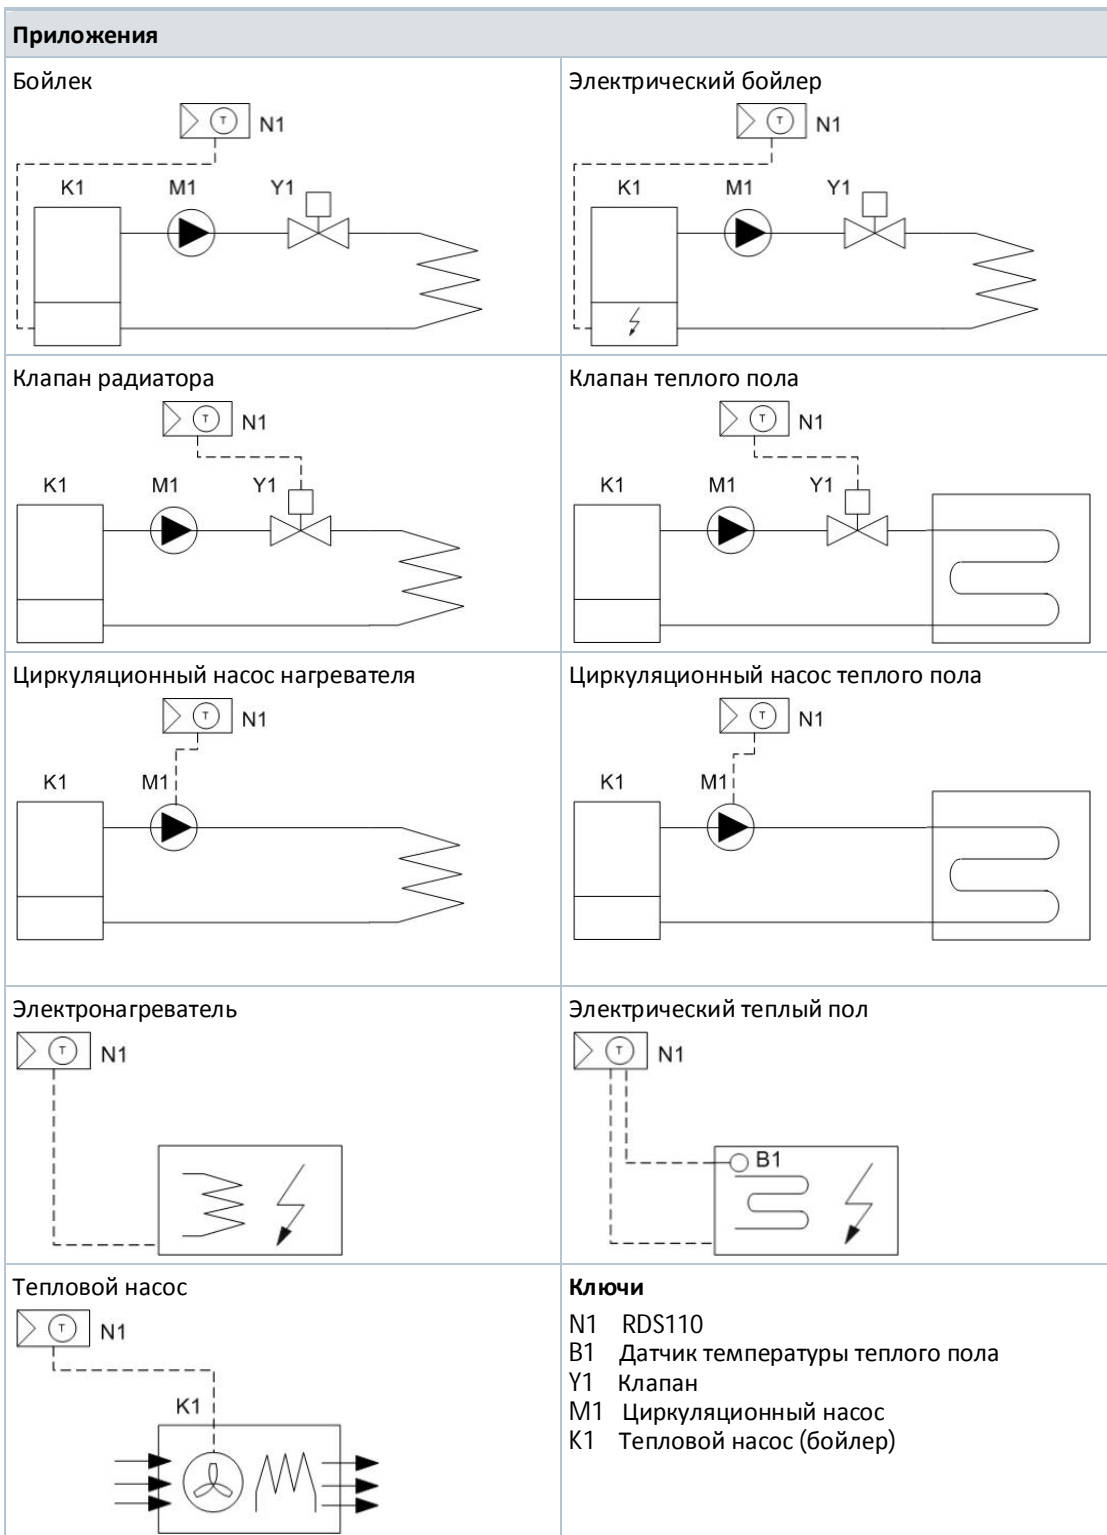 Приложения
Бойлек
N1
K1 M1 Y1
Электрический бойлер
N1
K1 M1 Y1
Клапан радиатора
T N1
K1 M1 Y1
Клапан теплого пола
T N1
K1 M1 Y1
Циркуляционный насос нагревателя
T N1
K1 M1
Циркуляционный насос теплого пола
T N1
K1 M1
Электронагреватель
T N1
Электрический теплый пол
T N1
B1
Тепловой насос
T N1
K1
Ключи
N1 RDS110
B1 Датчик температуры теплого пола
Y1 Клапан
M1 Циркуляционный насос
K1 Тепловой насос (бойлер)